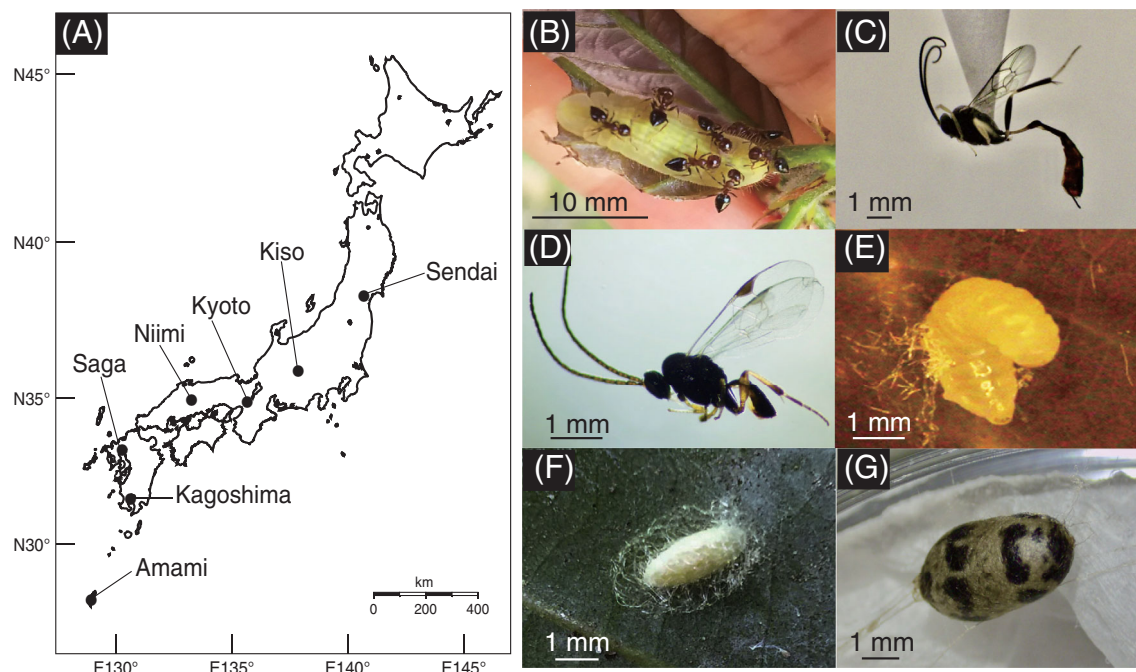 (A)
N45°
N40°
N35°
N30°
Kiso
Sendai
Kyoto
Niimi
Saga
Kagoshima
Amami
km
0 200 400
E130° E135° E140° E145°
(B)
10 mm
(C)
1 mm
(D)
1 mm
(E)
1 mm
(F)
1 mm
(G)
1 mm